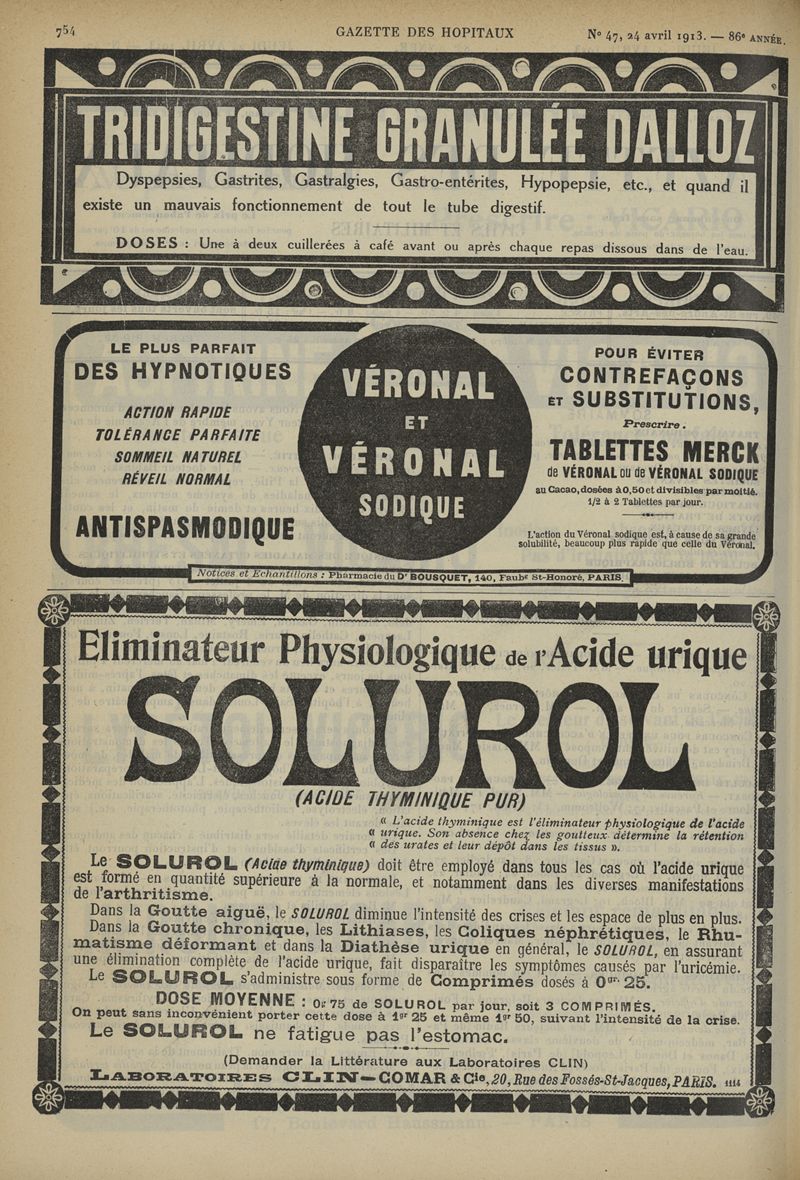 754
GAZETTE DES HOPITAUX
N° 47, 24 avril 1913. — 86e ANNÉE.
TRIDIGESTINE GRANULÉE DALLOZ
Dyspepsies, Gastrites, Gastralgies, Gastro-entérites, Hypopepsie, etc., et quand il
existe un mauvais fonctionnement de tout le tube digestif.
DOSES : Une à deux cuillerées à café avant ou après chaque repas dissous dans de l'eau.
LE PLUS PARFAIT
DES HYPNOTIQUES
ACTION RAPIDE
TOLÉRANCE PARFAITE
SOMMEIL NATUREL
RÉVEIL NORMAL
ANTISPASMODIQUE
VÉRONAL
ET
VÉRONAL
SODIQUE
POUR ÉVITER
CONTREFAÇONS
ET SUBSTITUTIONS,
Prescrire.
TABLETTES MERCK
de VÉRONAL ou de VÉRONAL SODIQUE
au Cacao, dosées à 0,50 et divisibles par moitié.
1/2 à 2 Tablettes par jour.
L'action du Véronal sodique est, à cause de sa grande
solubilité, beaucoup plus rapide que celle du Véronal.
Notices et Echantillons : Pharmacie du Dr BOUSQUET, 140, Faubg St-Honoré, PARIS.
Eliminateur Physiologique de l'Acide urique
SOLUROL
(ACIDE THYMINIQUE PUR)
« L'acide thyminique est l'éliminateur physiologique de l'acide
« urique. Son absence chez les goutteux détermine la rétention
« des urates et leur dépôt dans les tissus ».
Le SOLUROL (Acide thyminique) doit être employé dans tous les cas où l'acide urique
est formé en quantité supérieure à la normale, et notamment dans les diverses manifestations
de l'arthritisme.
Dans la Goutte aiguë, le SOLUROL diminue l'intensité des crises et les espace de plus en plus.
Dans la Goutte chronique, les Lithiases, les Coliques néphrétiques, le Rhu-
matisme déformant et dans la Diathèse urique en général, le SOLUROL, en assurant
une élimination complète de l'acide urique, fait disparaître les symptômes causés par l'uricémie.
Le SOLUROL s'administre sous forme de Comprimés dosés à 0gr. 25.
DOSE MOYENNE : 0gr 75 de SOLUROL par jour, soit 3 COMPRIMÉS.
On peut sans inconvénient porter cette dose à 1gr 25 et même 1gr 50, suivant l'intensité de la crise.
Le SOLUROL ne fatigue pas l'estomac.
(Demander la Littérature aux Laboratoires CLIN)
LABORATOIRES CLIN — COMAR & Cie, 20, Rue des Fossés-St-Jacques, PARIS.